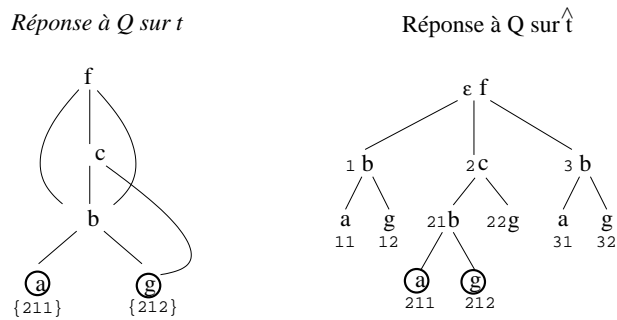 Réponse à Q sur t
f
c
b
a g
{211} {212}
Réponse à Q sur t̂
ε f
1 b 2 c 3 b
a g 21 b 22 g a g
11 12 31 32
a g
211 212